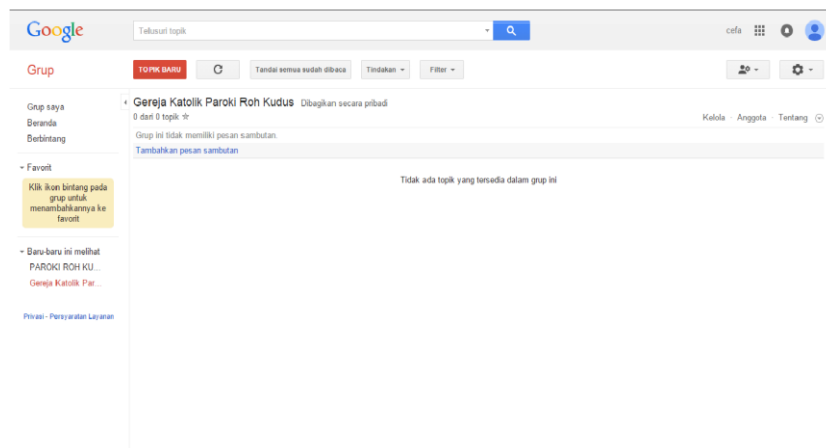 Google
Telusuri topik
cefa
Grup
TOPIK BARU
Tandai semua sudah dibaca
Tindakan
Filter
Grup saya
Beranda
Berbintang
Favorit
Klik ikon bintang pada
grup untuk
menambahkannya ke
favorit
Baru-baru ini melihat
PAROKI ROH KU...
Gereja Katolik Par...
Privasi - Persyaratan Layanan
Gereja Katolik Paroki Roh Kudus Dibagikan secara pribadi
0 dari 0 topik
Kelola · Anggota · Tentang
Grup ini tidak memiliki pesan sambutan.
Tambahkan pesan sambutan
Tidak ada topik yang tersedia dalam grup ini